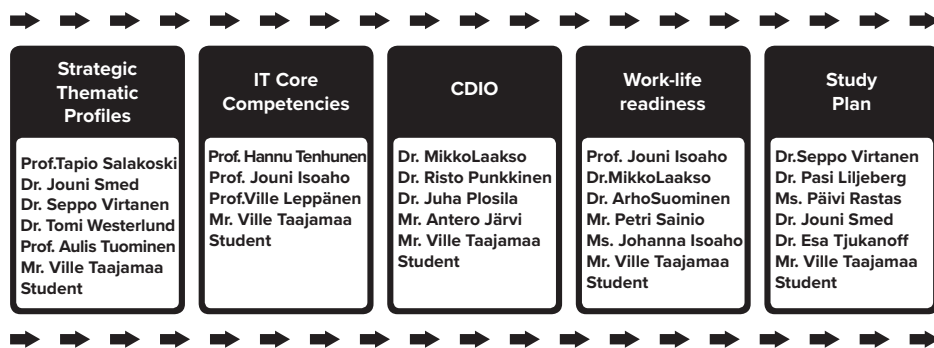 Strategic
Thematic
Profiles
Prof.Tapio Salakoski
Dr. Jouni Smed
Dr. Seppo Virtanen
Dr. Tomi Westerlund
Prof. Aulis Tuominen
Mr. Ville Taajamaa
Student
IT Core
Competencies
Prof. Hannu Tenhunen
Prof. Jouni Isoaho
Prof.Ville Leppänen
Mr. Ville Taajamaa
Student
CDIO
Dr. MikkoLaakso
Dr. Risto Punkkinen
Dr. Juha Plosila
Mr. Antero Järvi
Mr. Ville Taajamaa
Student
Work-life
readiness
Prof. Jouni Isoaho
Dr.MikkoLaakso
Dr. ArhoSuominen
Mr. Petri Sainio
Ms. Johanna Isoaho
Mr. Ville Taajamaa
Student
Study
Plan
Dr.Seppo Virtanen
Dr. Pasi Liljeberg
Ms. Päivi Rastas
Dr. Jouni Smed
Dr. Esa Tjukanoff
Mr. Ville Taajamaa
Student